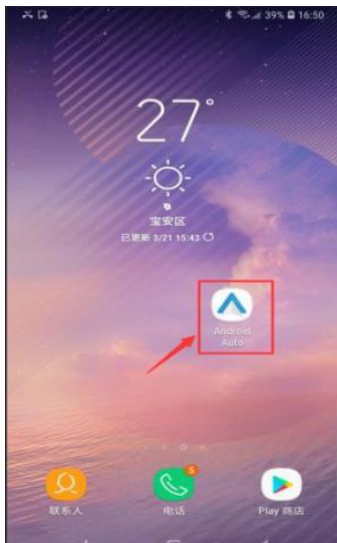 39% 16:50
27°
宝安区
已更新 3/21 15:43
Android
Auto
5
联系人
电话
Play 商店